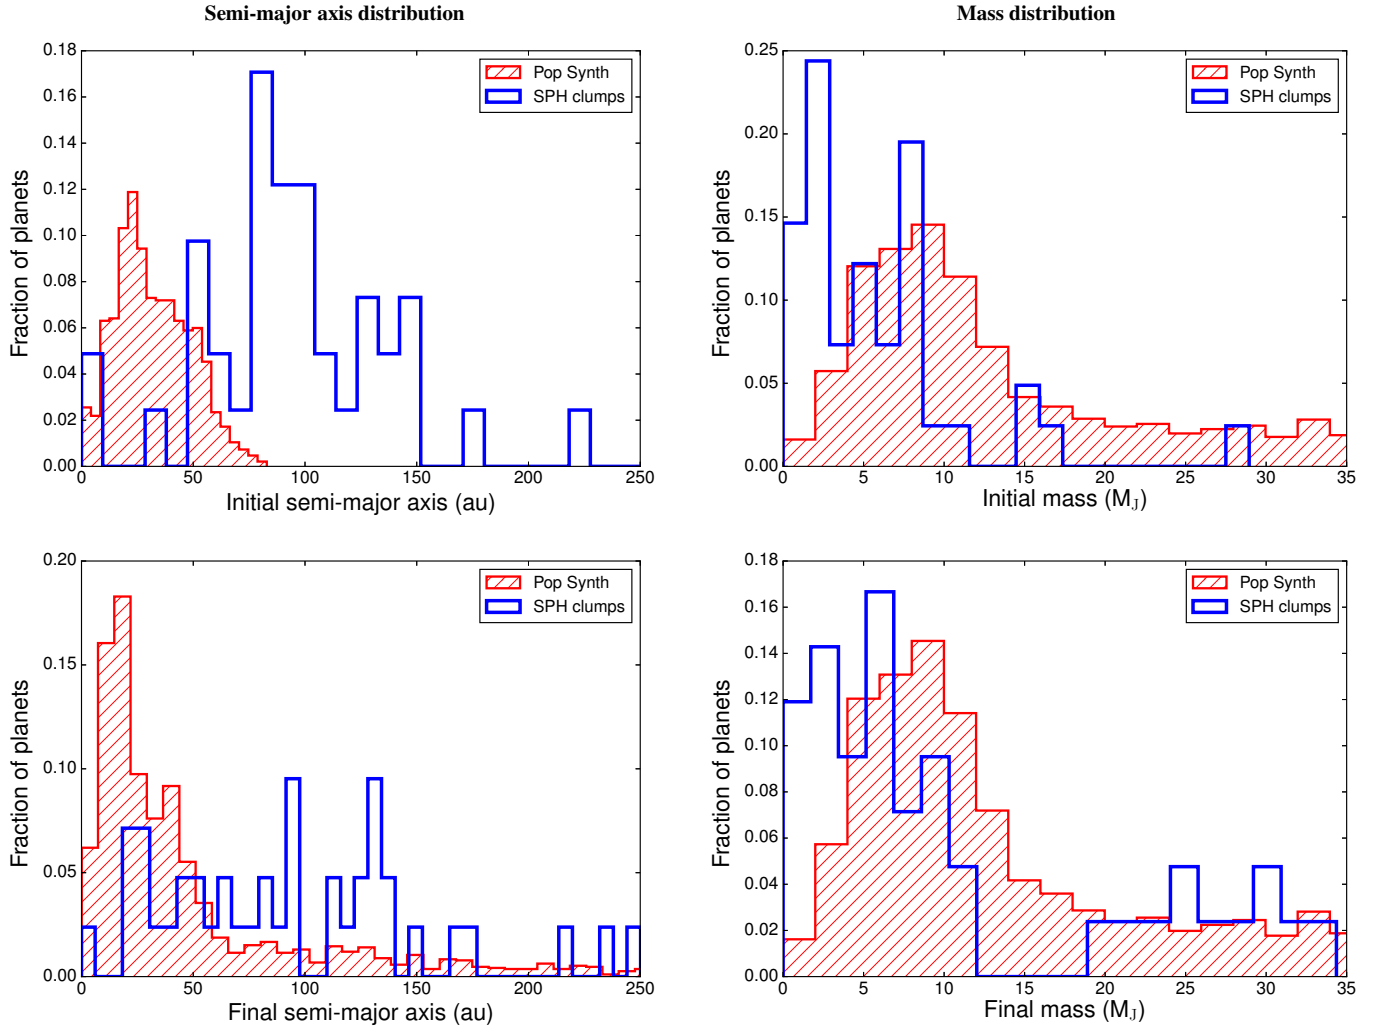 Semi-major axis distribution
Mass distribution
0.18
0.16
0.14
0.12
0.10
0.08
0.06
0.04
0.02
0.00
Fraction of planets
Pop Synth
SPH clumps
0 50 100 150 200 250
Initial semi-major axis (au)
0.25
0.20
0.15
0.10
0.05
0.00
Fraction of planets
Pop Synth
SPH clumps
0 5 10 15 20 25 30 35
Initial mass (M_J)
0.20
0.15
0.10
0.05
0.00
Fraction of planets
Pop Synth
SPH clumps
0 50 100 150 200 250
Final semi-major axis (au)
0.18
0.16
0.14
0.12
0.10
0.08
0.06
0.04
0.02
0.00
Fraction of planets
Pop Synth
SPH clumps
0 5 10 15 20 25 30 35
Final mass (M_J)